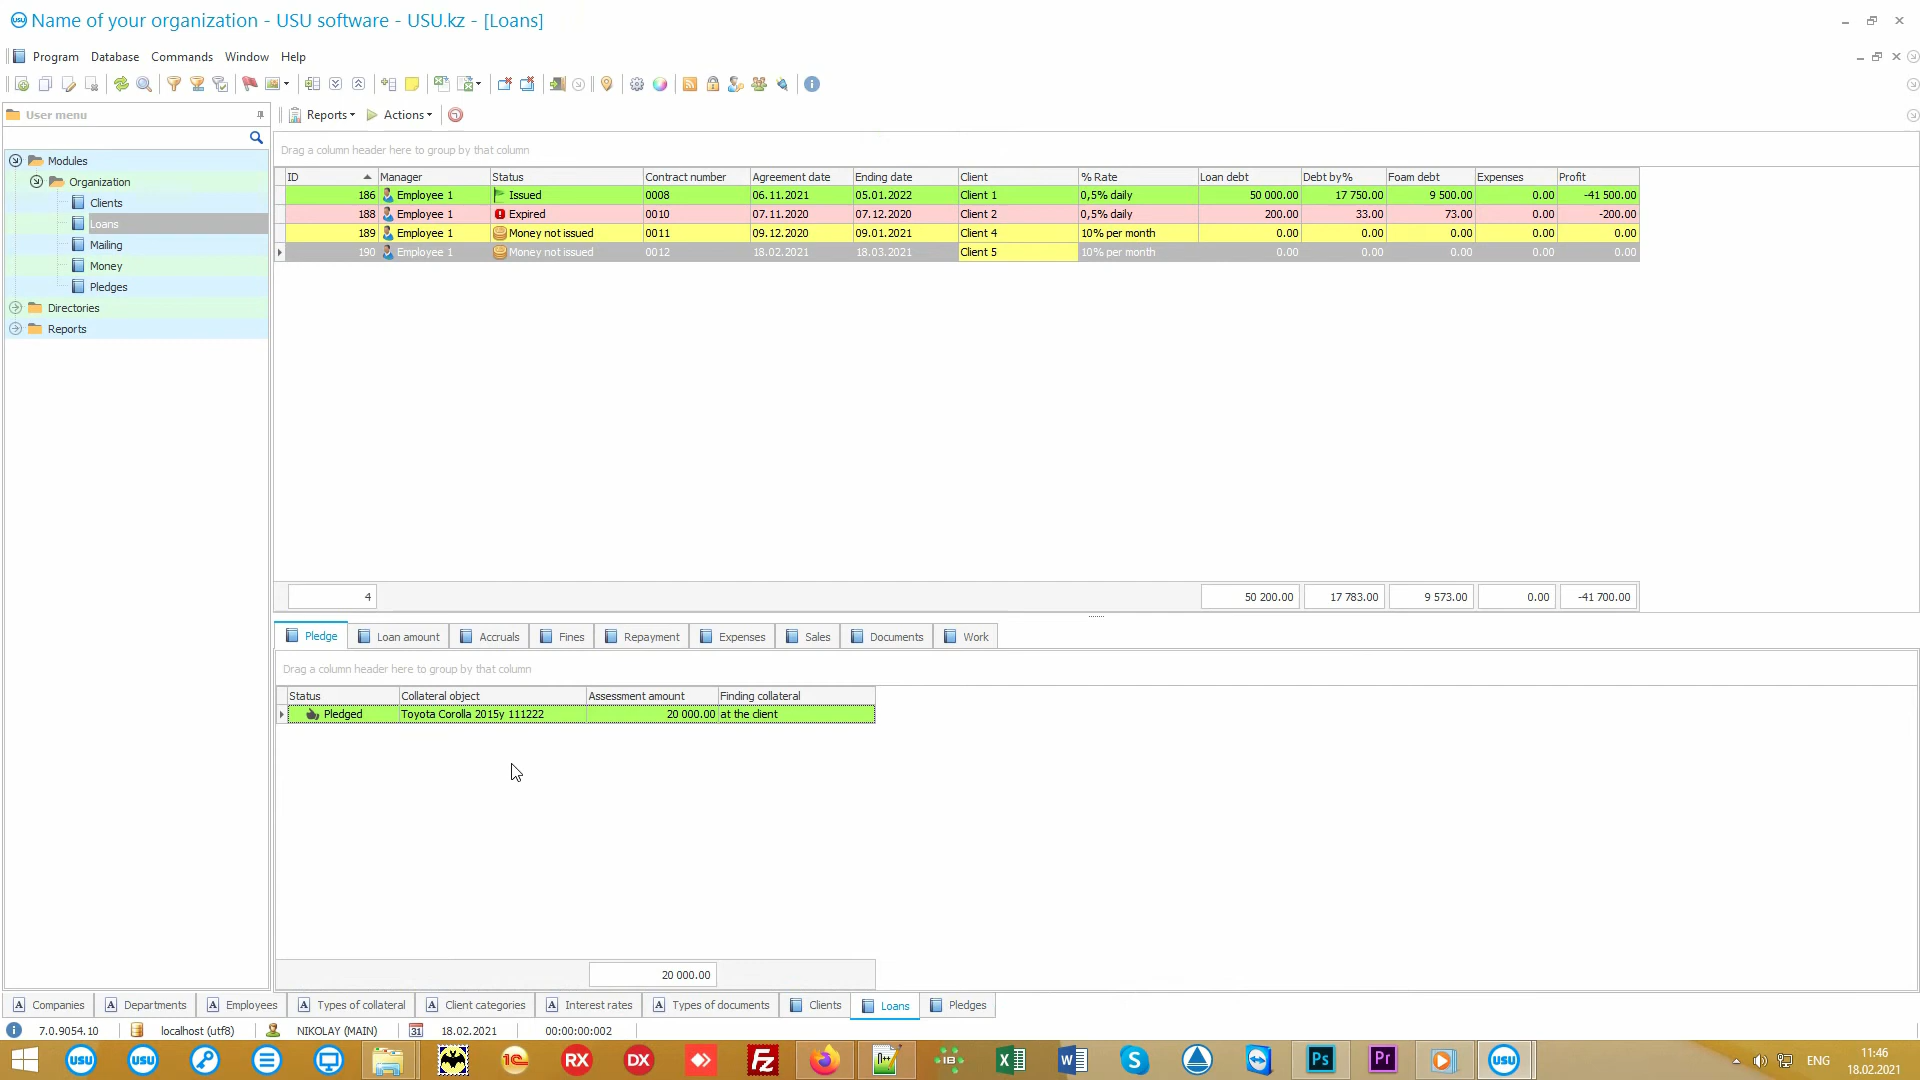 Name of your organization - USU software - USU.kz - [Loans]
Program Database Commands Window Help
User menu
Reports Actions
Drag a column header here to group by that column
Modules
Organization
Clients
Loans
Mailing
Money
Pledges
Directories
Reports
ID Manager Status Contract number Agreement date Ending date Client % Rate Loan debt Debt by% Foam debt Expenses Profit
186 Employee 1 Issued 0008 06.11.2021 05.01.2022 Client 1 0,5% daily 50 000.00 17 750.00 9 500.00 0.00 -41 500.00
188 Employee 1 Expired 0010 07.11.2020 07.12.2020 Client 2 0,5% daily 200.00 33.00 73.00 0.00 -200.00
189 Employee 1 Money not issued 0011 09.12.2020 09.01.2021 Client 4 10% per month 0.00 0.00 0.00 0.00 0.00
190 Employee 1 Money not issued 0012 18.02.2021 18.03.2021 Client 5 10% per month 0.00 0.00 0.00 0.00 0.00
4 50 200.00 17 783.00 9 573.00 0.00 -41 700.00
Pledge Loan amount Accruals Fines Repayment Expenses Sales Documents Work
Drag a column header here to group by that column
Status Collateral object Assessment amount Finding collateral
Pledged Toyota Corolla 2015y 111222 20 000.00 at the client
20 000.00
Companies Departments Employees Types of collateral Client categories Interest rates Types of documents Clients Loans Pledges
7.0.9054.10 localhost (utf8) NIKOLAY (MAIN) 31 18.02.2021 00:00:00:002
usu usu 1C RX DX FZ n++ IB X W S Ps Pr usu ENG 11:46
18.02.2021